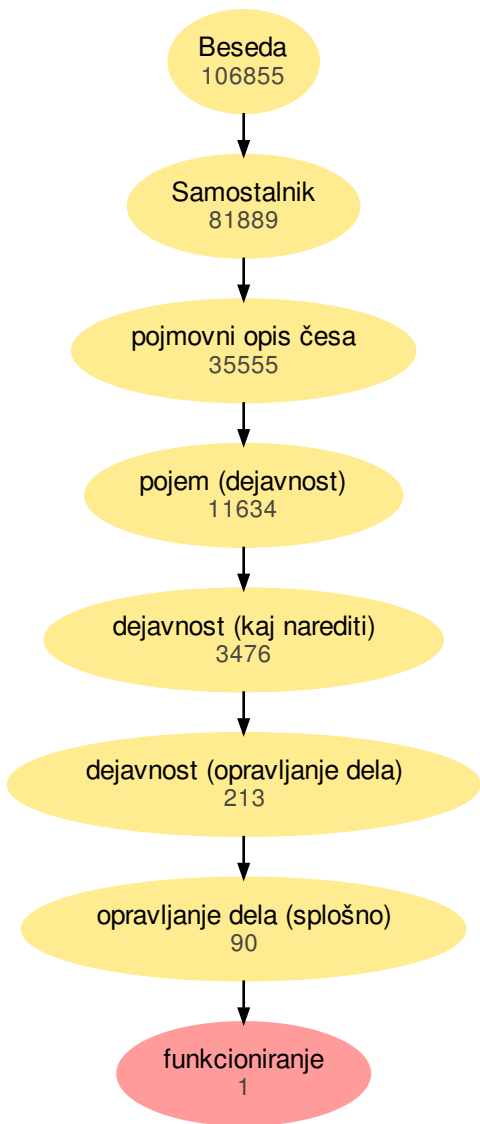 Beseda
106855
Samostalnik
81889
pojmovni opis česa
35555
pojem (dejavnost)
11634
dejavnost (kaj narediti)
3476
dejavnost (opravljanje dela)
213
opravljanje dela (splošno)
90
funkcioniranje
1